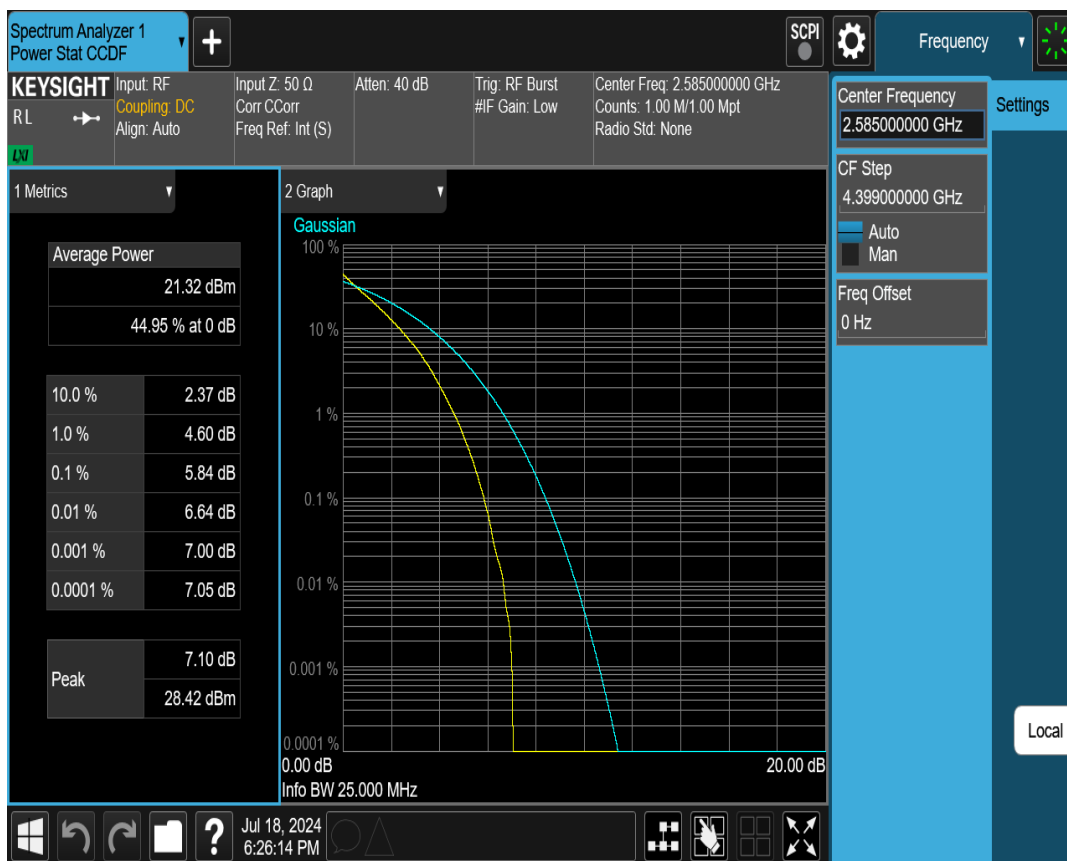 Spectrum Analyzer 1
Power Stat CCDF
SCPI
Frequency
KEYSIGHT
RL
LXI
Input: RF
Coupling: DC
Align: Auto
Input Z: 50 Ω
Corr CCorr
Freq Ref: Int (S)
Atten: 40 dB
Trig: RF Burst
#IF Gain: Low
Center Freq: 2.585000000 GHz
Counts: 1.00 M/1.00 Mpt
Radio Std: None
Center Frequency
2.585000000 GHz
Settings
CF Step
4.399000000 GHz
Auto
Man
Freq Offset
0 Hz
Local
1 Metrics
Average Power
21.32 dBm
44.95 % at 0 dB
10.0 % 2.37 dB
1.0 % 4.60 dB
0.1 % 5.84 dB
0.01 % 6.64 dB
0.001 % 7.00 dB
0.0001 % 7.05 dB
Peak 7.10 dB
28.42 dBm
2 Graph
Gaussian
100 %
10 %
1 %
0.1 %
0.01 %
0.001 %
0.0001 %
0.00 dB 20.00 dB
Info BW 25.000 MHz
?
Jul 18, 2024
6:26:14 PM